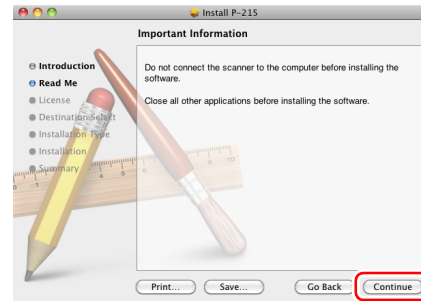 Install P-215
Important Information
Introduction
Read Me
License
Destination Select
Installation Type
Installation
Summary
Do not connect the scanner to the computer before installing the
software.
Close all other applications before installing the software.
Print...
Save...
Go Back
Continue